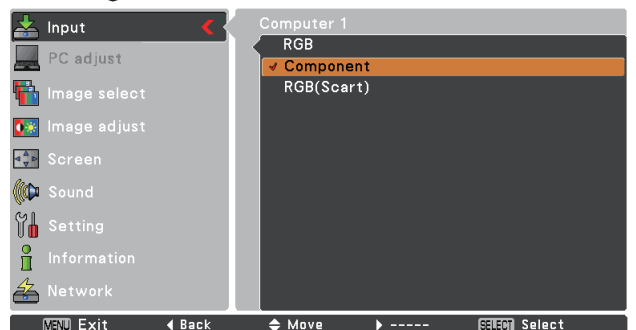 Input
PC adjust
Image select
Image adjust
Screen
Sound
Setting
Information
Network
Computer 1
RGB
Component
RGB(Scart)
MENU Exit Back Move ----- SELECT Select